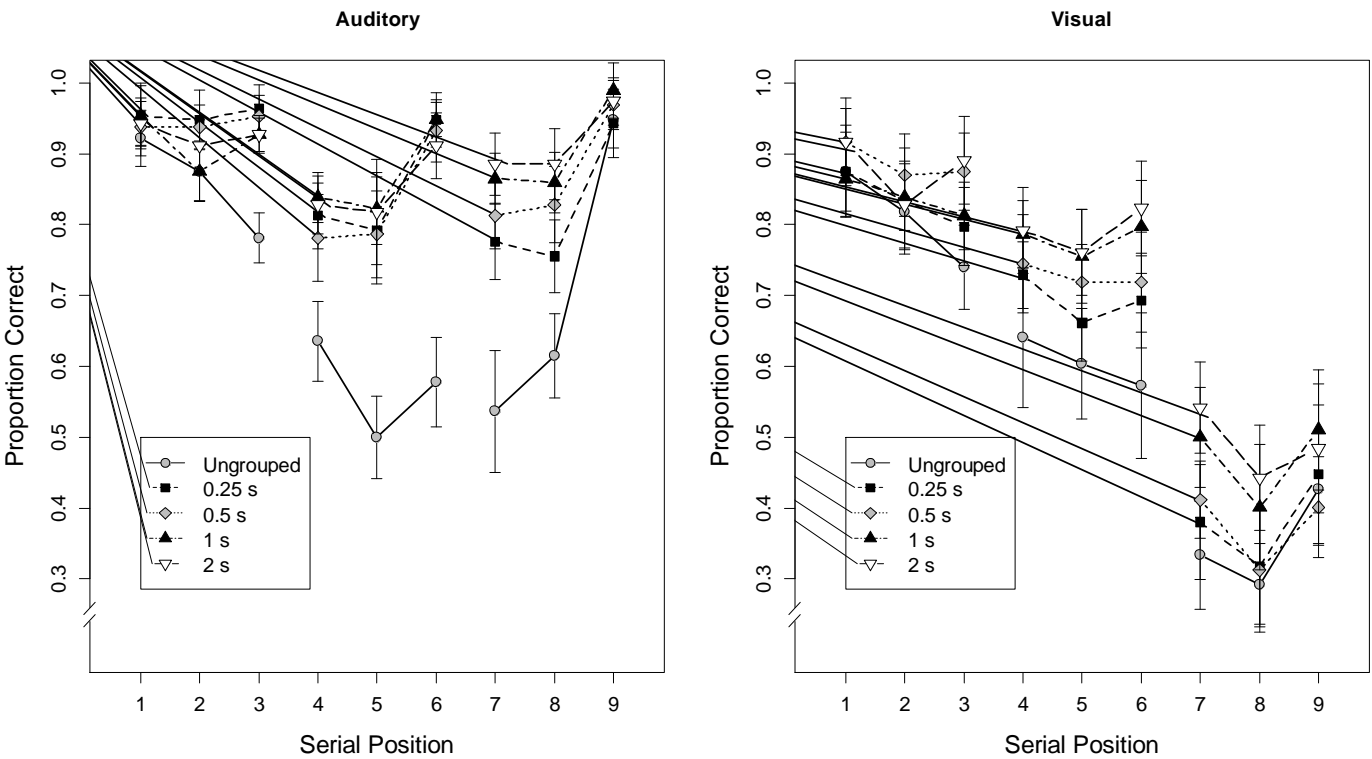 Auditory
Proportion Correct
1.0
0.9
0.8
0.7
0.6
0.5
0.4
0.3
Ungrouped
0.25 s
0.5 s
1 s
2 s
1 2 3 4 5 6 7 8 9
Serial Position
Visual
Proportion Correct
1.0
0.9
0.8
0.7
0.6
0.5
0.4
0.3
Ungrouped
0.25 s
0.5 s
1 s
2 s
1 2 3 4 5 6 7 8 9
Serial Position